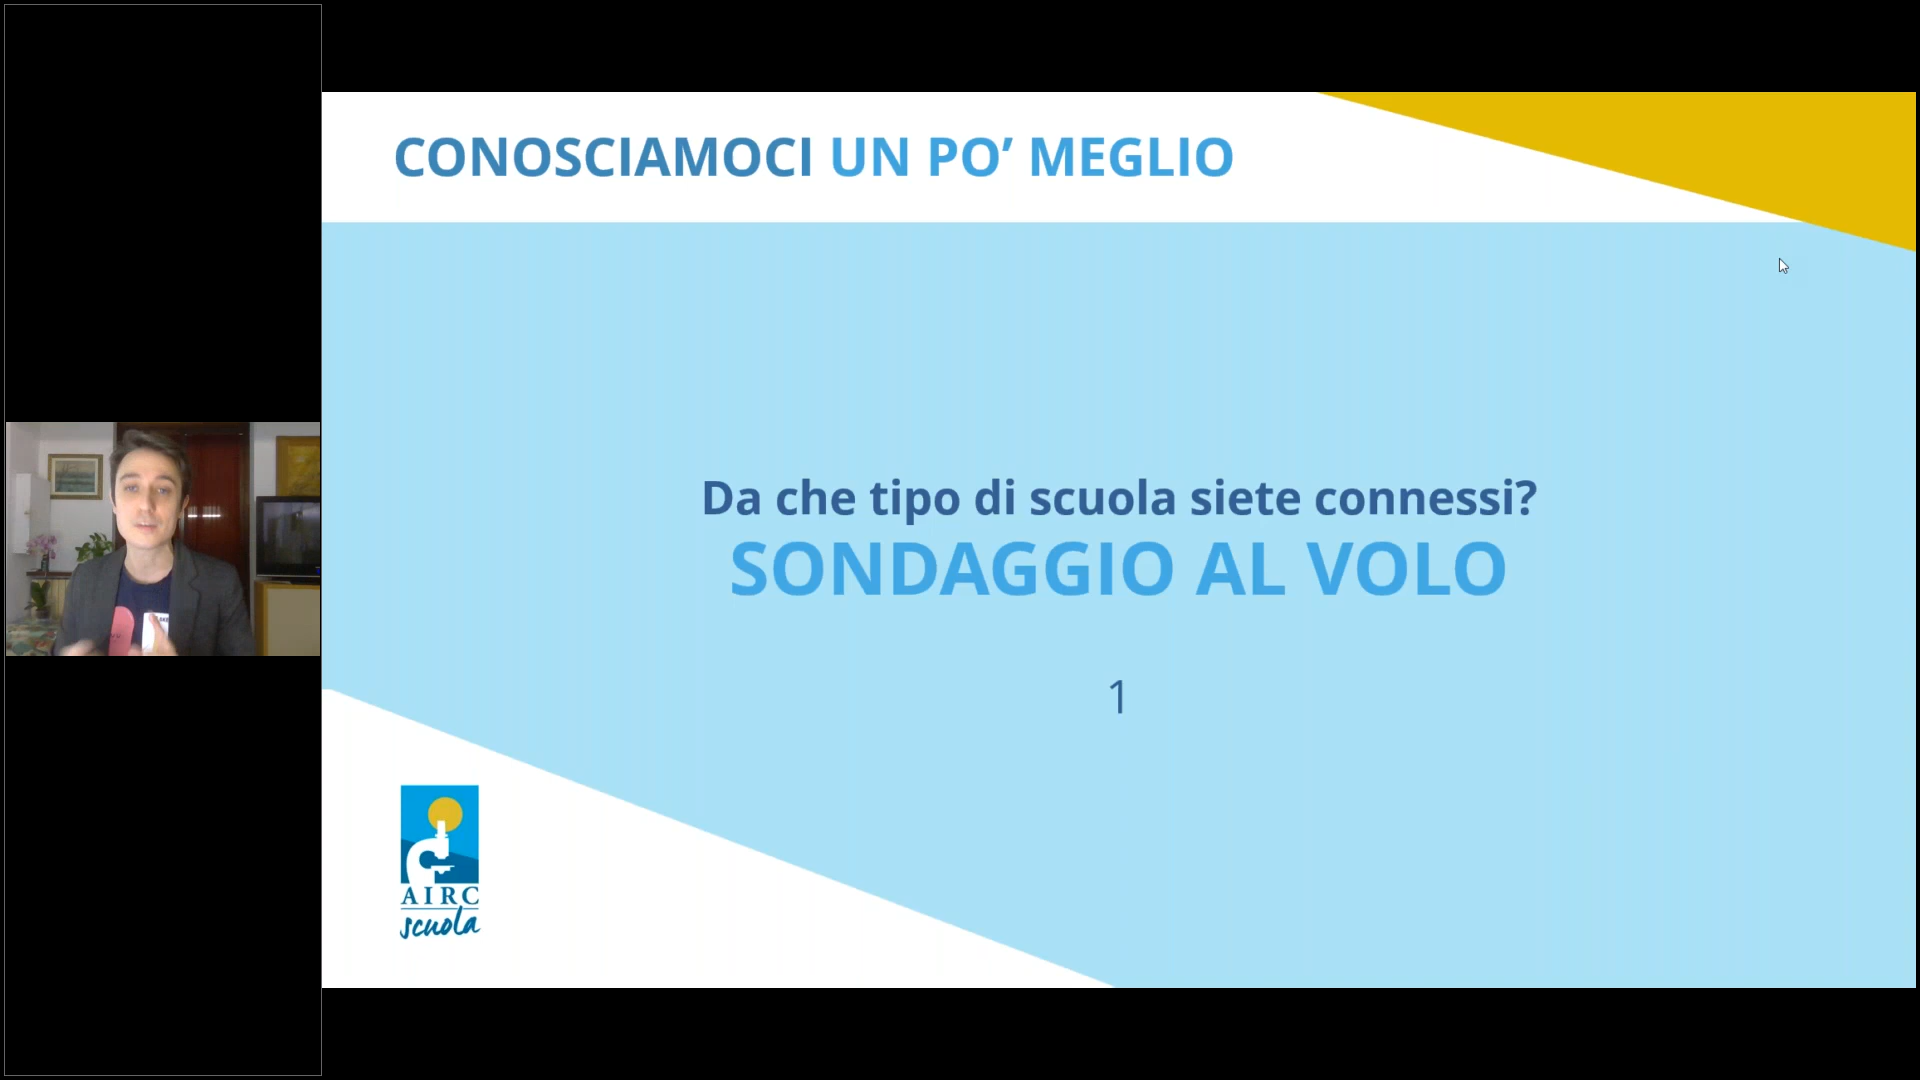 CONOSCIAMOCI UN PO’ MEGLIO
Da che tipo di scuola siete connessi?
SONDAGGIO AL VOLO
1
AIRC
scuola